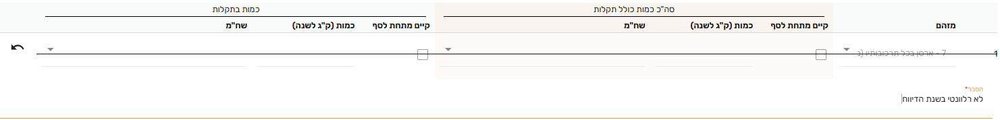 סה"כ כמות כולל תקלות כמות בתקלות
מזהם קיים מתחת לסף כמות (ק"ג לשנה) שח"מ קיים מתחת לסף כמות (ק"ג לשנה) שח"מ
1 7 - ארסן בכל תרכובותיו (נ
הסבר*
לא רלוונטי בשנת הדיווח